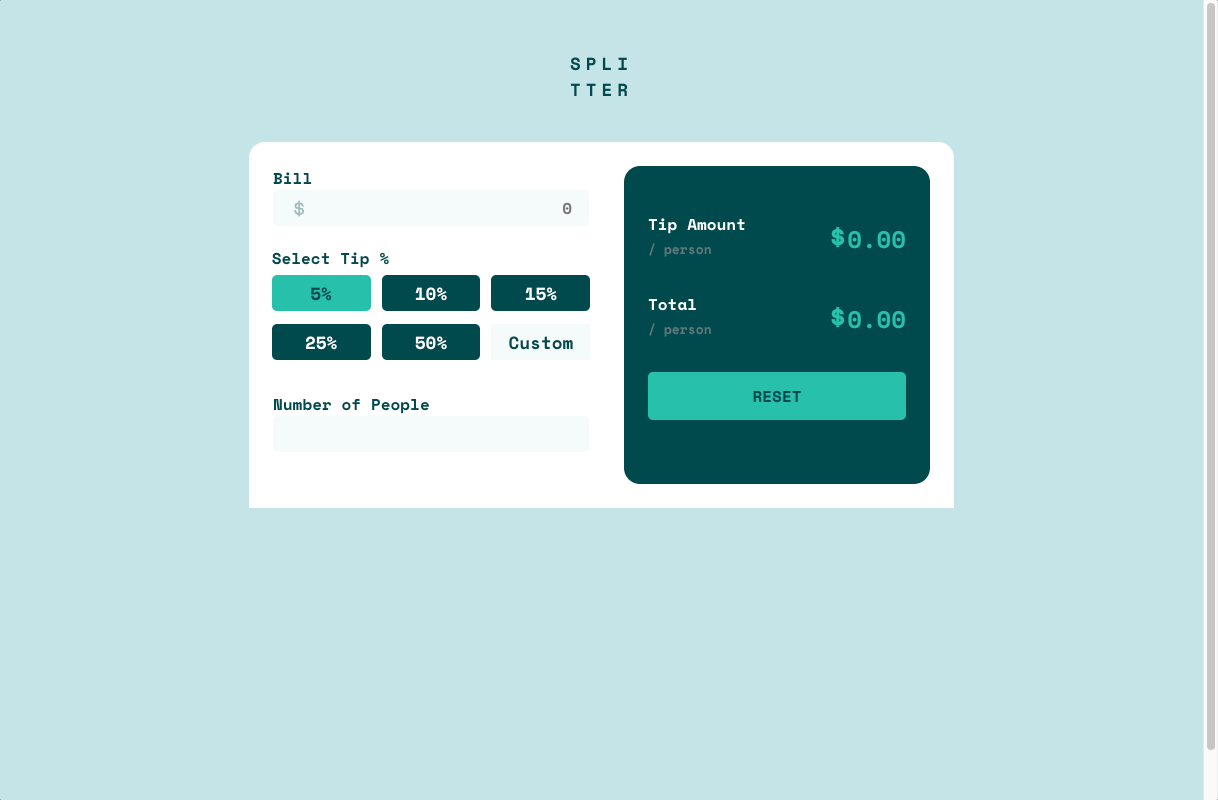 SPLI
TTER
Bill
$ 0
Select Tip %
5% 10% 15%
25% 50% Custom
Number of People
Tip Amount
/ person
$0.00
Total
/ person
$0.00
RESET